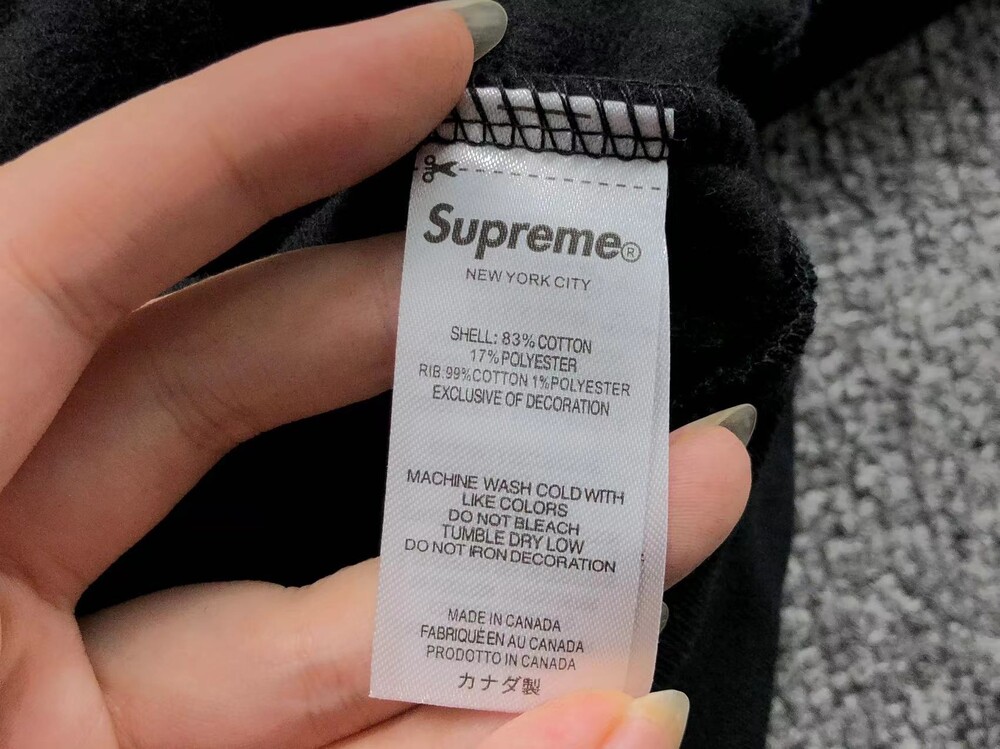 Supreme®
NEW YORK CITY
SHELL: 83% COTTON
17% POLYESTER
RIB:99%COTTON 1%POLYESTER
EXCLUSIVE OF DECORATION
MACHINE WASH COLD WITH
LIKE COLORS
DO NOT BLEACH
TUMBLE DRY LOW
DO NOT IRON DECORATION
MADE IN CANADA
FABRIQUÉ EN AU CANADA
PRODOTTO IN CANADA
カナダ製